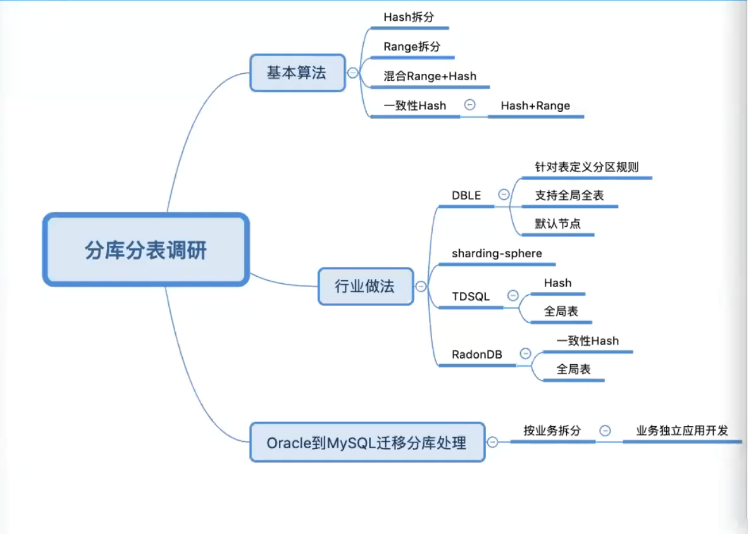 分库分表调研
基本算法
Hash拆分
Range拆分
混合Range+Hash
一致性Hash
Hash+Range
行业做法
DBLE
针对表定义分区规则
支持全局全表
默认节点
sharding-sphere
TDSQL
Hash
全局表
RadonDB
一致性Hash
全局表
Oracle到MySQL迁移分库处理
按业务拆分
业务独立应用开发